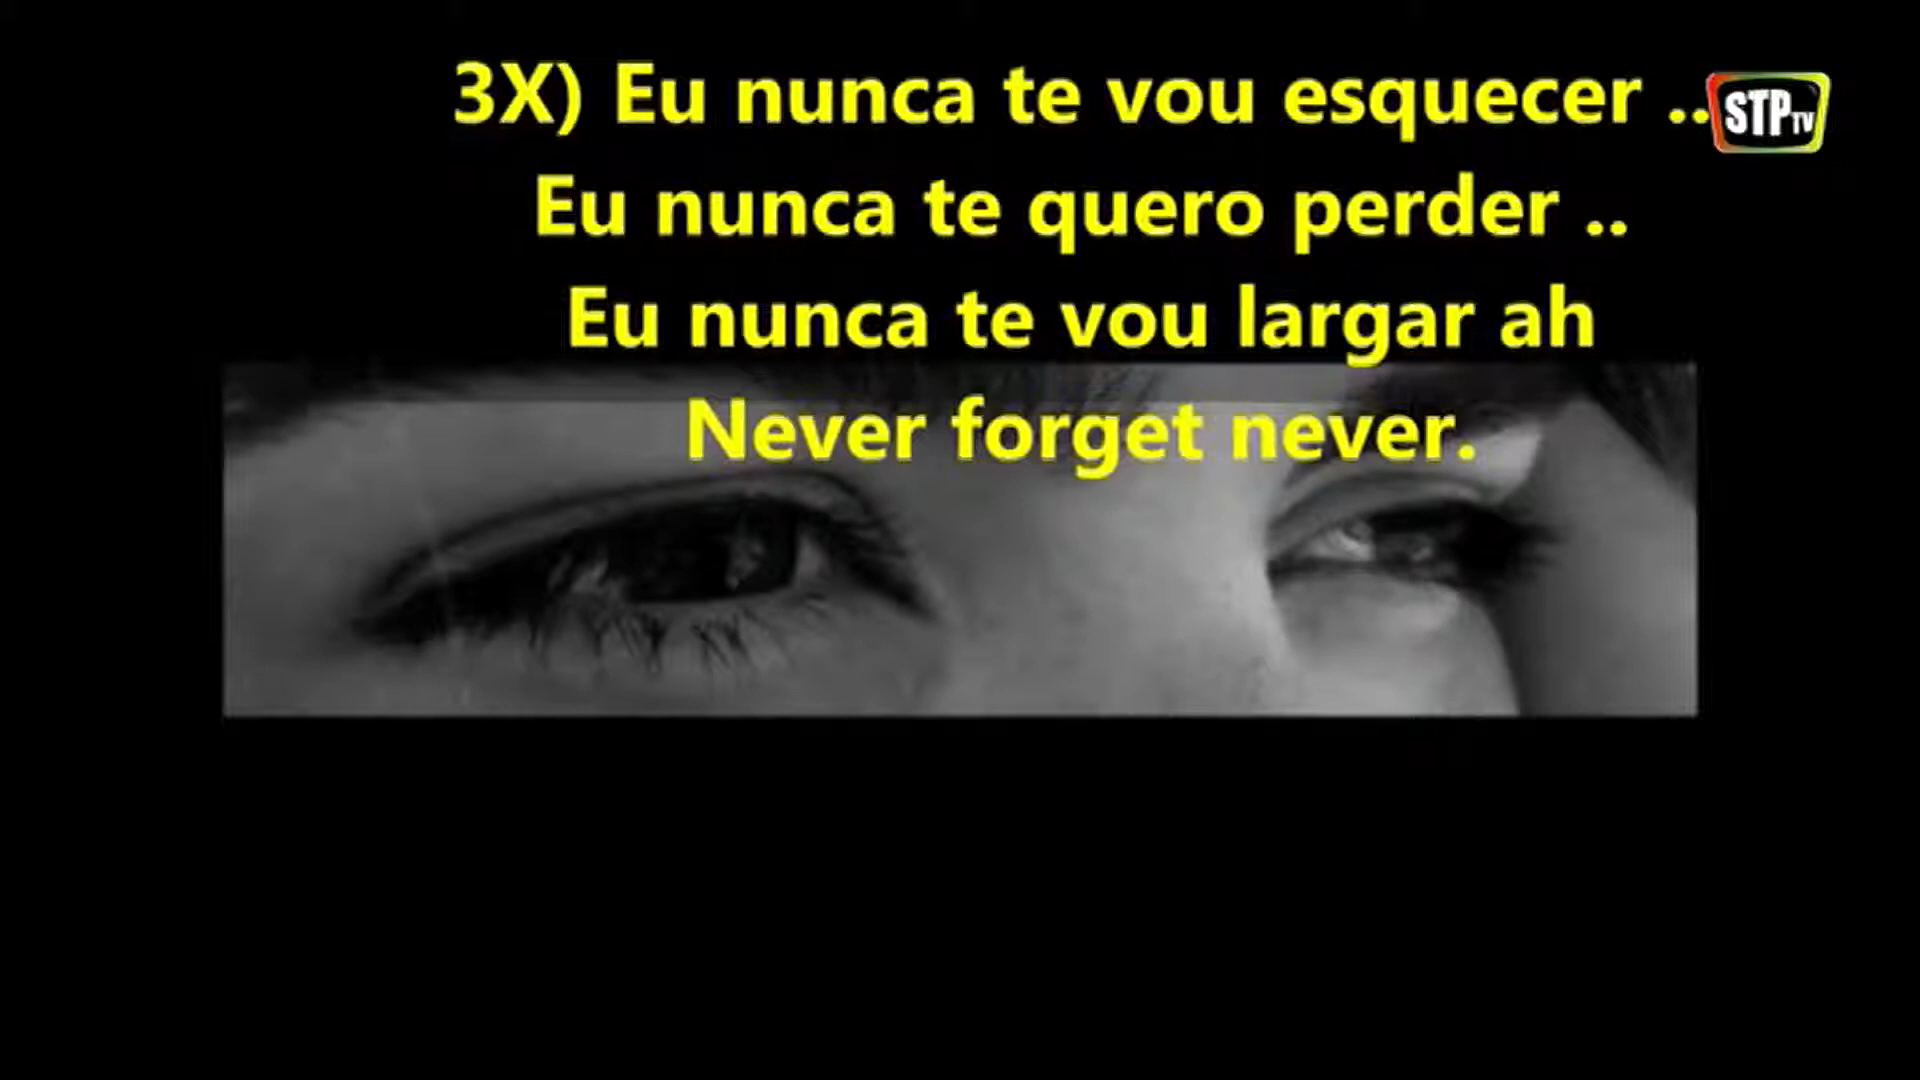 3X) Eu nunca te vou esquecer ..
STPTV
Eu nunca te quero perder ..
Eu nunca te vou largar ah
Never forget never.